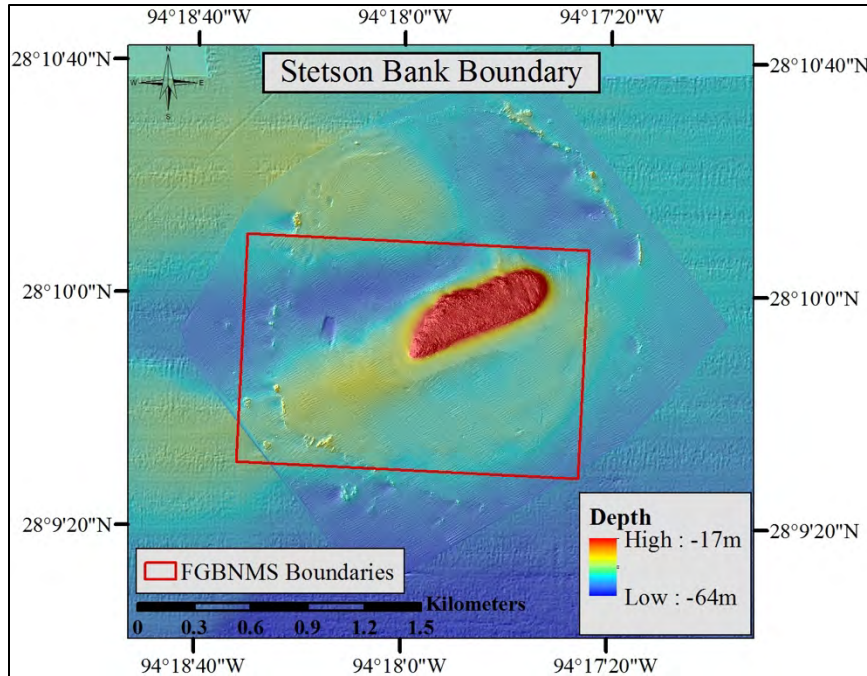 94°18'40"W 94°18'0"W 94°17'20"W
28°10'40"N 28°10'40"N
N
W E
S
Stetson Bank Boundary
28°10'0"N 28°10'0"N
28°9'20"N 28°9'20"N
Depth
High : -17m
Low : -64m
FGBNMS Boundaries
Kilometers
0 0.3 0.6 0.9 1.2 1.5
94°18'40"W 94°18'0"W 94°17'20"W